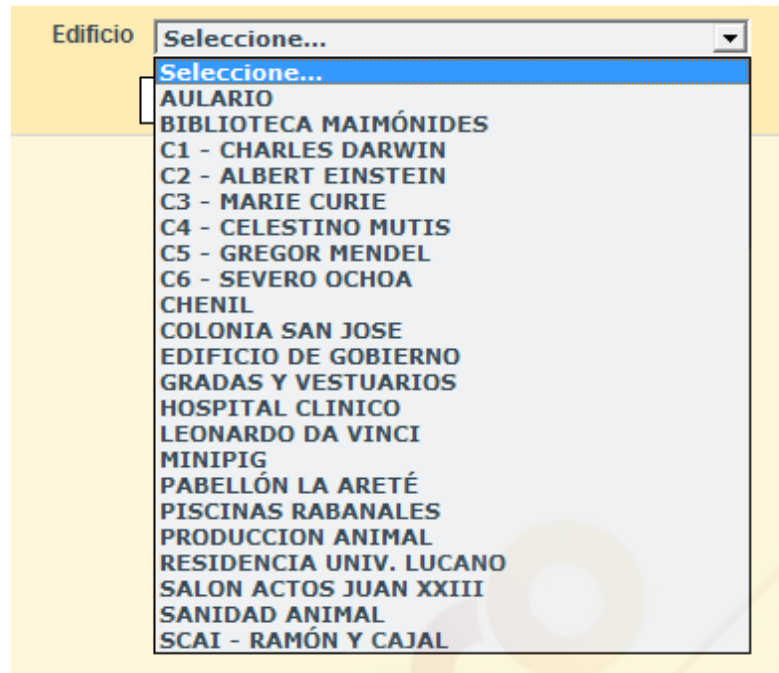 Edificio Seleccione...
Seleccione...
AULARIO
BIBLIOTECA MAIMÓNIDES
C1 - CHARLES DARWIN
C2 - ALBERT EINSTEIN
C3 - MARIE CURIE
C4 - CELESTINO MUTIS
C5 - GREGOR MENDEL
C6 - SEVERO OCHOA
CHENIL
COLONIA SAN JOSE
EDIFICIO DE GOBIERNO
GRADAS Y VESTUARIOS
HOSPITAL CLINICO
LEONARDO DA VINCI
MINIPIG
PABELLÓN LA ARETÉ
PISCINAS RABANALES
PRODUCCION ANIMAL
RESIDENCIA UNIV. LUCANO
SALON ACTOS JUAN XXIII
SANIDAD ANIMAL
SCAI - RAMÓN Y CAJAL